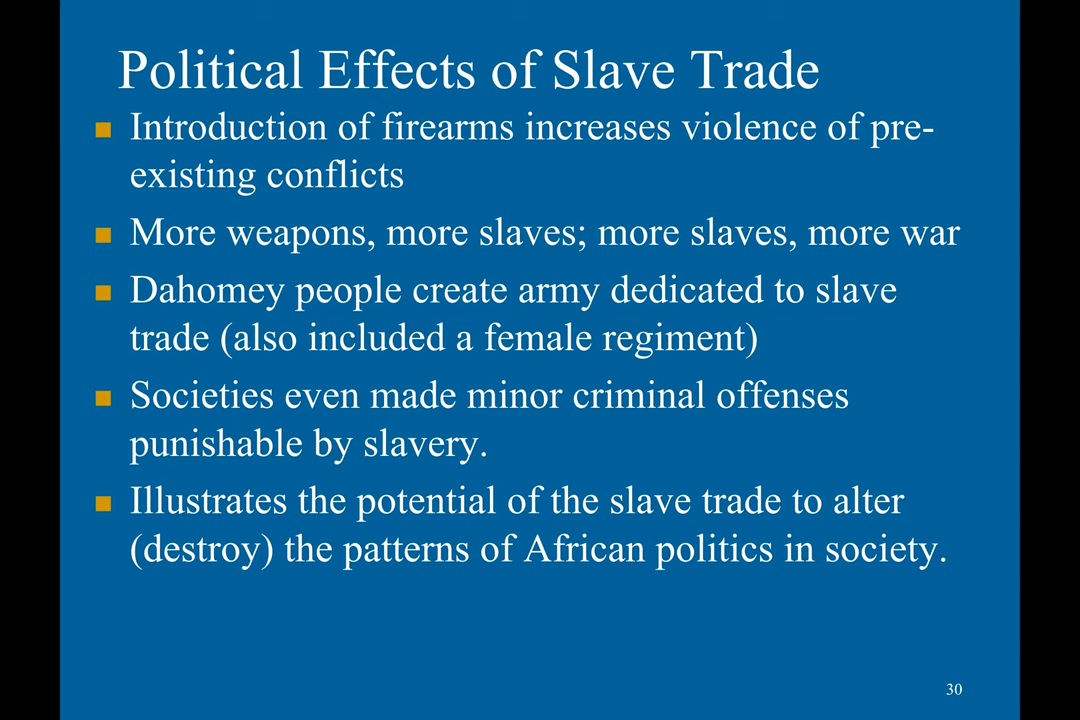 Political Effects of Slave Trade
Introduction of firearms increases violence of pre-
existing conflicts
More weapons, more slaves; more slaves, more war
Dahomey people create army dedicated to slave
trade (also included a female regiment)
Societies even made minor criminal offenses
punishable by slavery.
Illustrates the potential of the slave trade to alter
(destroy) the patterns of African politics in society.
30